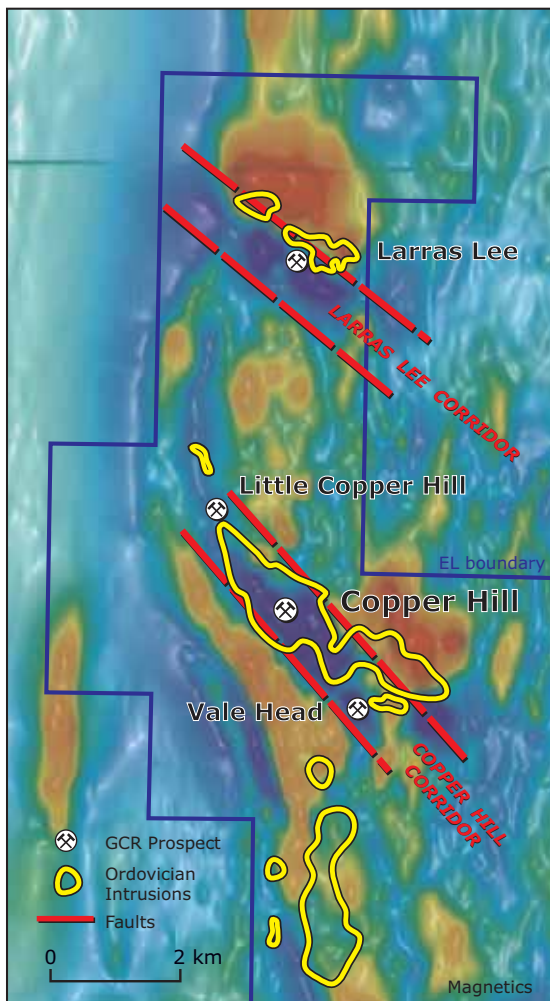 Larras Lee
LARRAS LEE CORRIDOR
Little Copper Hill
EL boundary
Copper Hill
Vale Head
COPPER HILL
CORRIDOR
GCR Prospect
Ordovician
Intrusions
Faults
0
2 km
Magnetics